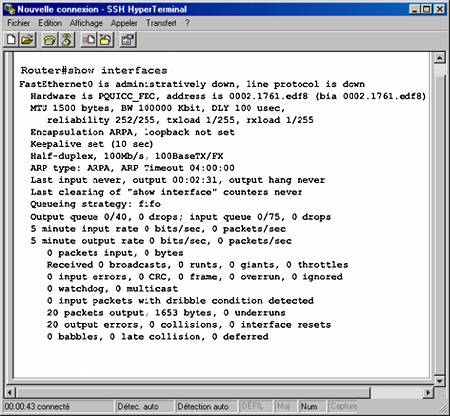 Nouvelle connexion - SSH HyperTerminal
Fichier Edition Affichage Appeler Transfert ?
Router#show interfaces
FastEthernet0 is administratively down, line protocol is down
Hardware is PQUICC_FEC, address is 0002.1761.edf8 (bia 0002.1761.edf8)
MTU 1500 bytes, BW 100000 Kbit, DLY 100 usec,
reliability 252/255, txload 1/255, rxload 1/255
Encapsulation ARPA, loopback not set
Keepalive set (10 sec)
Half-duplex, 100Mb/s, 100BaseTX/FX
ARP type: ARPA, ARP Timeout 04:00:00
Last input never, output 00:02:31, output hang never
Last clearing of "show interface" counters never
Queueing strategy: fifo
Output queue 0/40, 0 drops; input queue 0/75, 0 drops
5 minute input rate 0 bits/sec, 0 packets/sec
5 minute output rate 0 bits/sec, 0 packets/sec
0 packets input, 0 bytes
Received 0 broadcasts, 0 runts, 0 giants, 0 throttles
0 input errors, 0 CRC, 0 frame, 0 overrun, 0 ignored
0 watchdog, 0 multicast
0 input packets with dribble condition detected
20 packets output, 1653 bytes, 0 underruns
20 output errors, 0 collisions, 0 interface resets
0 babbles, 0 late collision, 0 deferred
00:00:43 connecté Détec. auto Détection auto DÉFIL Maj Num Capture